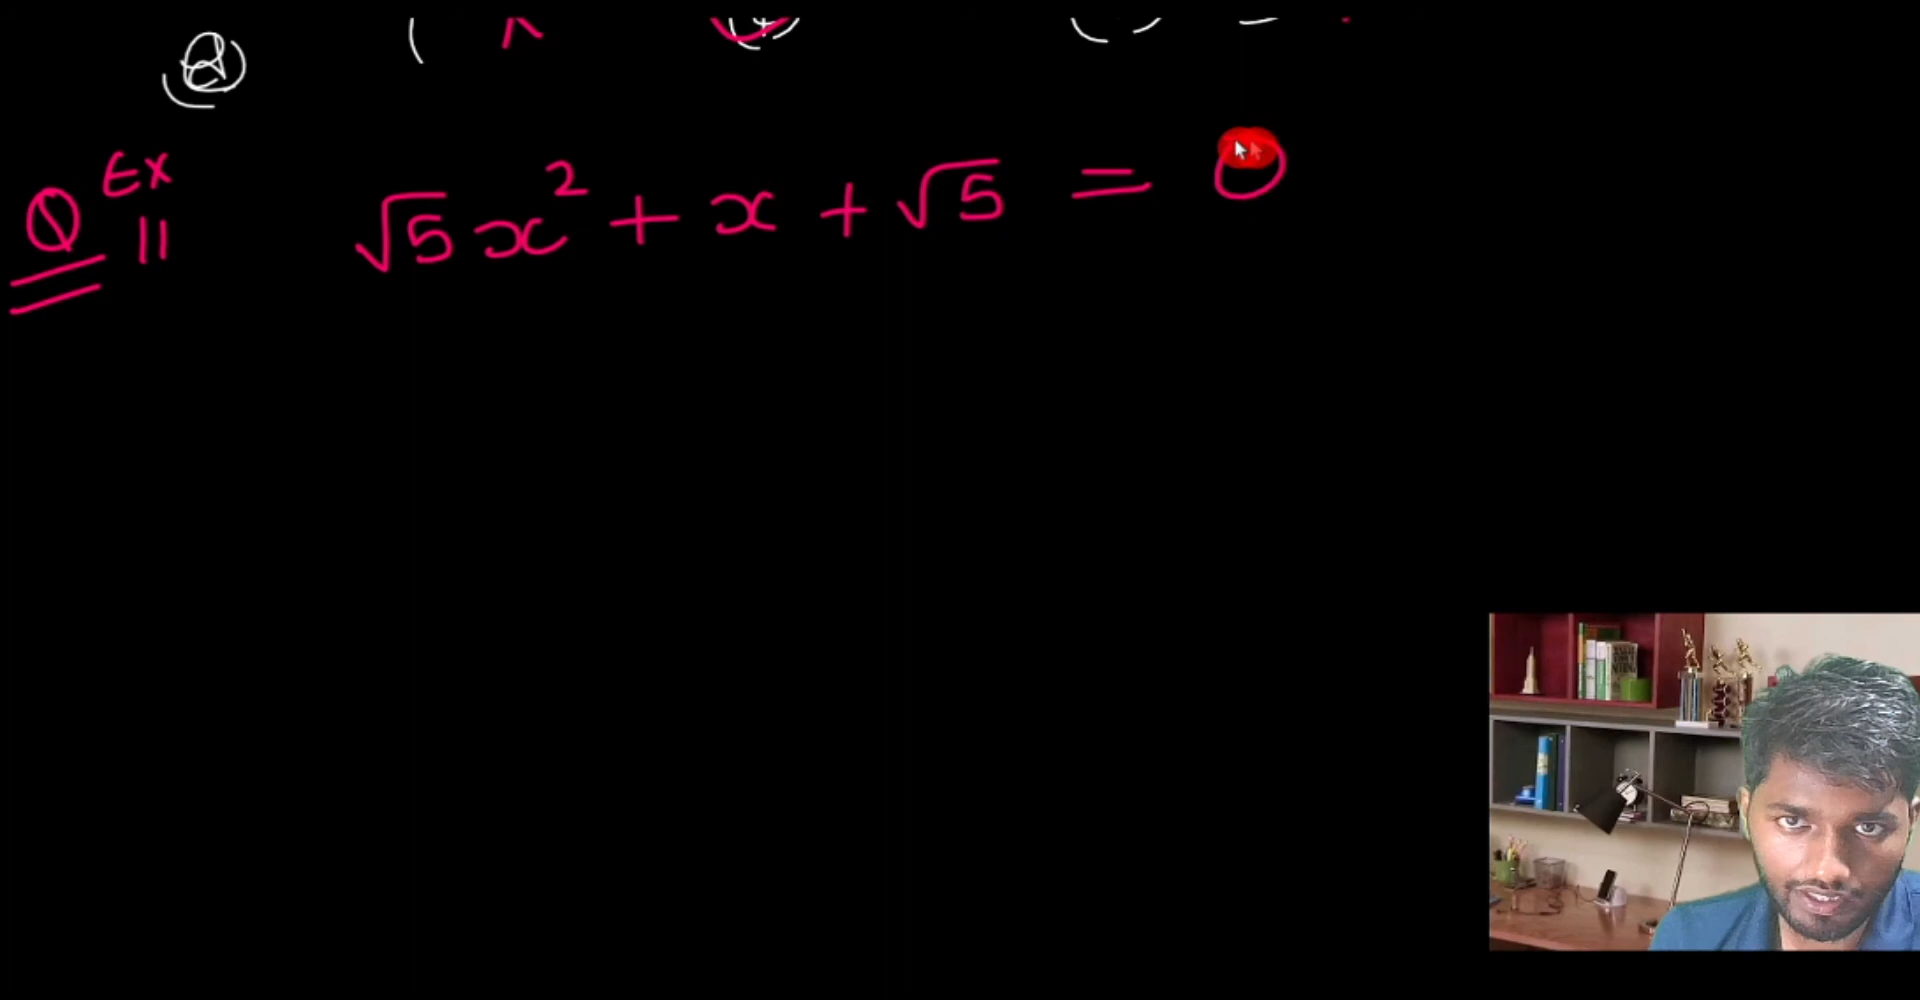 Q Ex 11 √5x² + x + √5 = 0